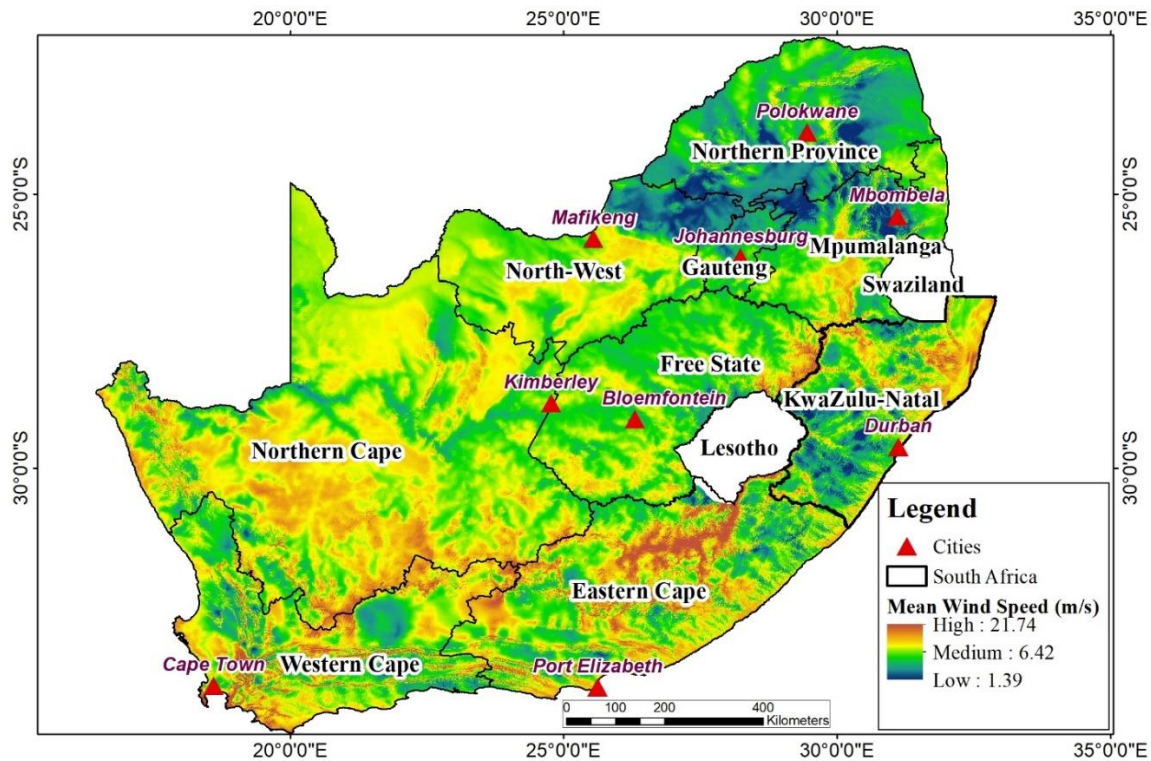 20°0'0"E 25°0'0"E 30°0'0"E 35°0'0"E
25°0'0"S
25°0'0"S
Polokwane
Northern Province
Mbombela
Mafikeng
Johannesburg
Mpumalanga
North-West
Gauteng
Swaziland
Free State
Kimberley
Bloemfontein
KwaZulu-Natal
Durban
Northern Cape
Lesotho
30°0'0"S
30°0'0"S
Eastern Cape
Cape Town
Western Cape
Port Elizabeth
Legend
Cities
South Africa
Mean Wind Speed (m/s)
High : 21.74
Medium : 6.42
Low : 1.39
0 50 100 200 300 400
Kilometers
20°0'0"E 25°0'0"E 30°0'0"E 35°0'0"E